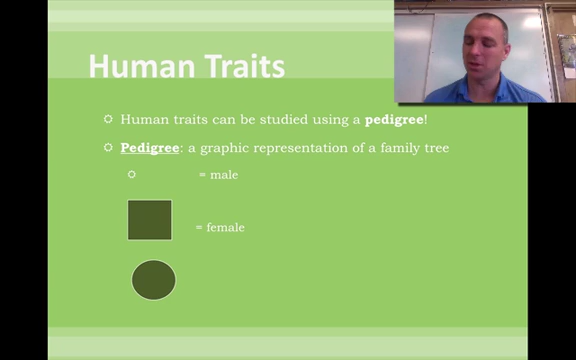 Human Traits
Human traits can be studied using a pedigree!
Pedigree: a graphic representation of a family tree
= male
= female